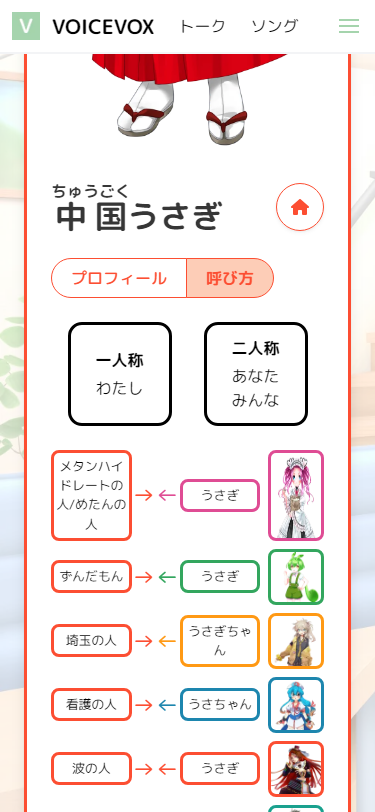 V VOICEVOX トーク ソング
ちゅうごく
中国うさぎ
プロフィール 呼び方
一人称
わたし
二人称
あなた
みんな
メタンハイ
ドレートの
人/めたんの
人
うさぎ
ずんだもん
うさぎ
埼玉の人
うさぎちゃ
ん
看護の人
うさちゃん
波の人
うさぎ